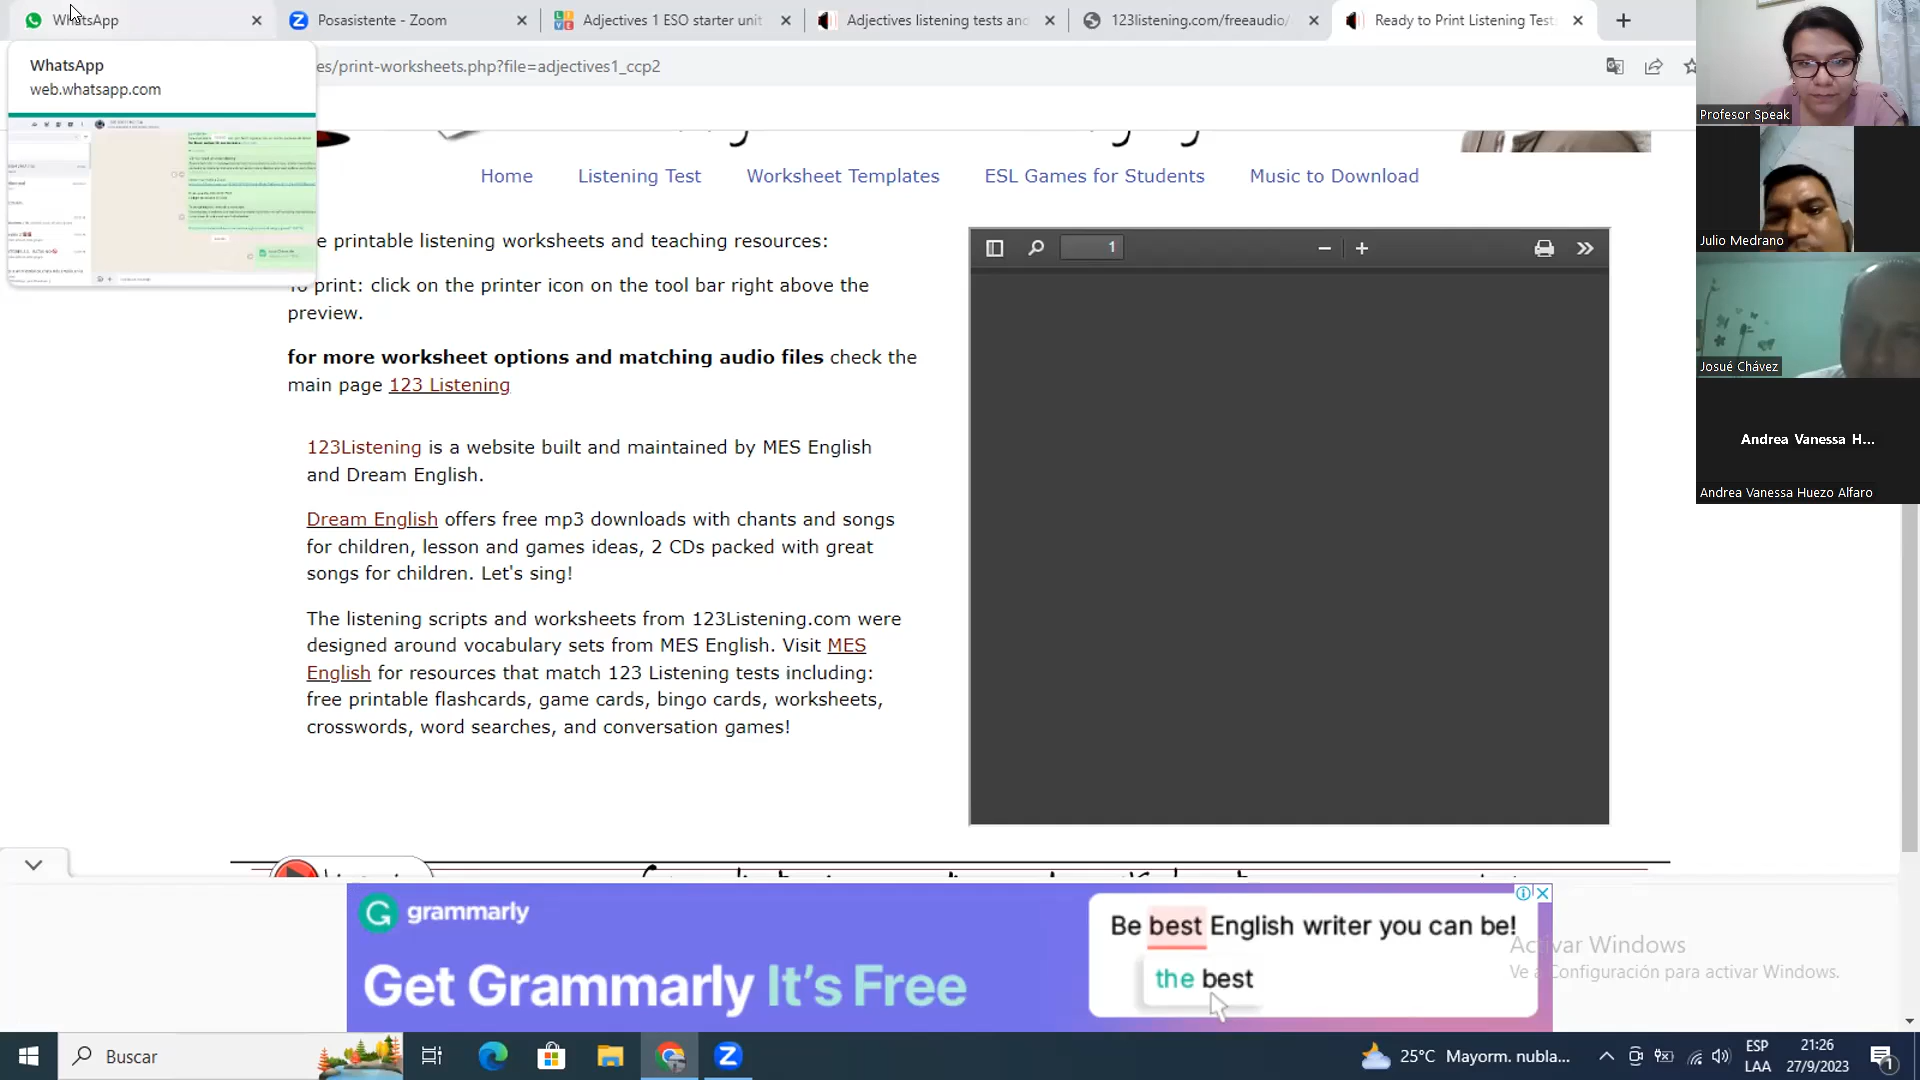 WhatsApp
Posasistente - Zoom
Adjectives 1 ESO starter unit
Adjectives listening tests and
123listening.com/freeaudio/
Ready to Print Listening Test
WhatsApp
web.whatsapp.com
es/print-worksheets.php?file=adjectives1_ccp2
Home
Listening Test
Worksheet Templates
ESL Games for Students
Music to Download
e printable listening worksheets and teaching resources:
To print: click on the printer icon on the tool bar right above the
preview.
for more worksheet options and matching audio files check the
main page 123 Listening
123Listening is a website built and maintained by MES English
and Dream English.
Dream English offers free mp3 downloads with chants and songs
for children, lesson and games ideas, 2 CDs packed with great
songs for children. Let's sing!
The listening scripts and worksheets from 123Listening.com were
designed around vocabulary sets from MES English. Visit MES
English for resources that match 123 Listening tests including:
free printable flashcards, game cards, bingo cards, worksheets,
crosswords, word searches, and conversation games!
1
Profesor Speak
Julio Medrano
Josué Chávez
Andrea Vanessa H...
Andrea Vanessa Huezo Alfaro
grammarly
Get Grammarly It's Free
Be best English writer you can be!
the best
Activar Windows
Ve a Configuración para activar Windows.
Buscar
25°C Mayorm. nubla...
ESP
LAA
21:26
27/9/2023
1